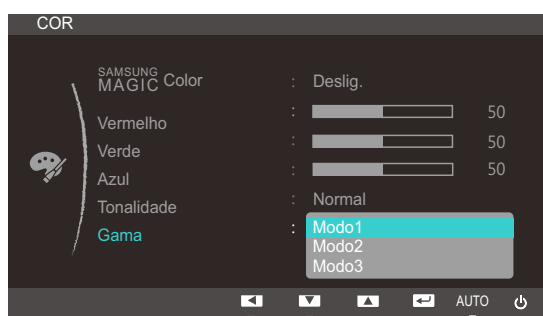 COR
SAMSUNG MAGIC Color : Deslig.
Vermelho : 50
Verde : 50
Azul : 50
Tonalidade : Normal
Gama : Modo1
Modo2
Modo3
AUTO